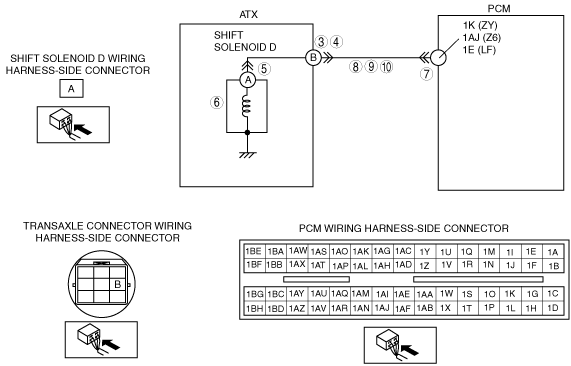 ATX
PCM
SHIFT
SOLENOID D
1K (ZY)
1AJ (Z6)
1E (LF)
B
③ ④
⑤
A
⑥
⑧ ⑨ ⑩
⑦
SHIFT SOLENOID D WIRING
HARNESS-SIDE CONNECTOR
A
TRANSAXLE CONNECTOR WIRING
HARNESS-SIDE CONNECTOR
B
PCM WIRING HARNESS-SIDE CONNECTOR
1BE 1BA 1AW 1AS 1AO 1AK 1AG 1AC 1Y 1U 1Q 1M 1I 1E 1A
1BF 1BB 1AX 1AT 1AP 1AL 1AH 1AD 1Z 1V 1R 1N 1J 1F 1B
1BG 1BC 1AY 1AU 1AQ 1AM 1AI 1AE 1AA 1W 1S 1O 1K 1G 1C
1BH 1BD 1AZ 1AV 1AR 1AN 1AJ 1AF 1AB 1X 1T 1P 1L 1H 1D